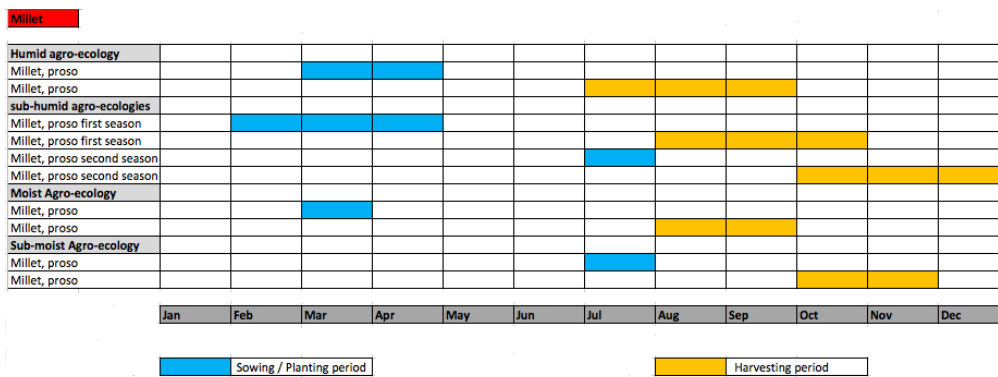 Millet
Humid agro-ecology
Millet, proso
Millet, proso
sub-humid agro-ecologies
Millet, proso first season
Millet, proso first season
Millet, proso second season
Millet, proso second season
Moist Agro-ecology
Millet, proso
Millet, proso
Sub-moist Agro-ecology
Millet, proso
Millet, proso
Jan Feb Mar Apr May Jun Jul Aug Sep Oct Nov Dec
Sowing / Planting period Harvesting period